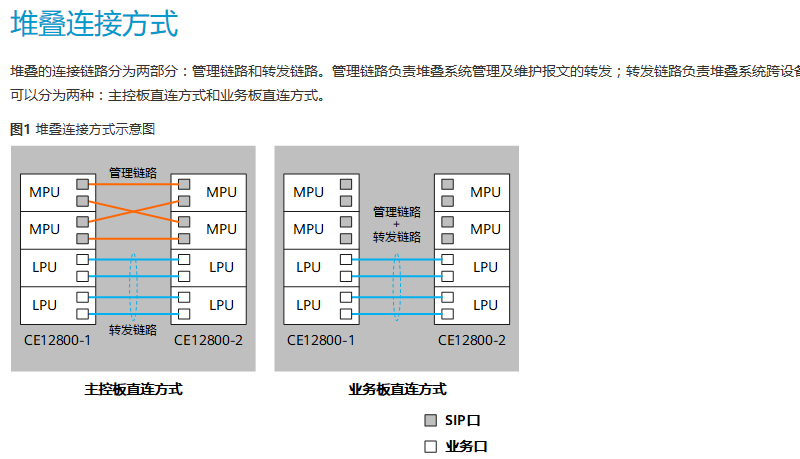 堆叠连接方式
堆叠的连接链路分为两部分：管理链路和转发链路。管理链路负责堆叠系统管理及维护报文的转发；转发链路负责堆叠系统跨设备
可以分为两种：主控板直连方式和业务板直连方式。
图1 堆叠连接方式示意图
管理链路
MPU
MPU
MPU
MPU
LPU
LPU
LPU
LPU
转发链路
CE12800-1
CE12800-2
主控板直连方式
MPU
MPU
管理链路
+
转发链路
MPU
MPU
LPU
LPU
LPU
LPU
CE12800-1
CE12800-2
业务板直连方式
SIP口
业务口